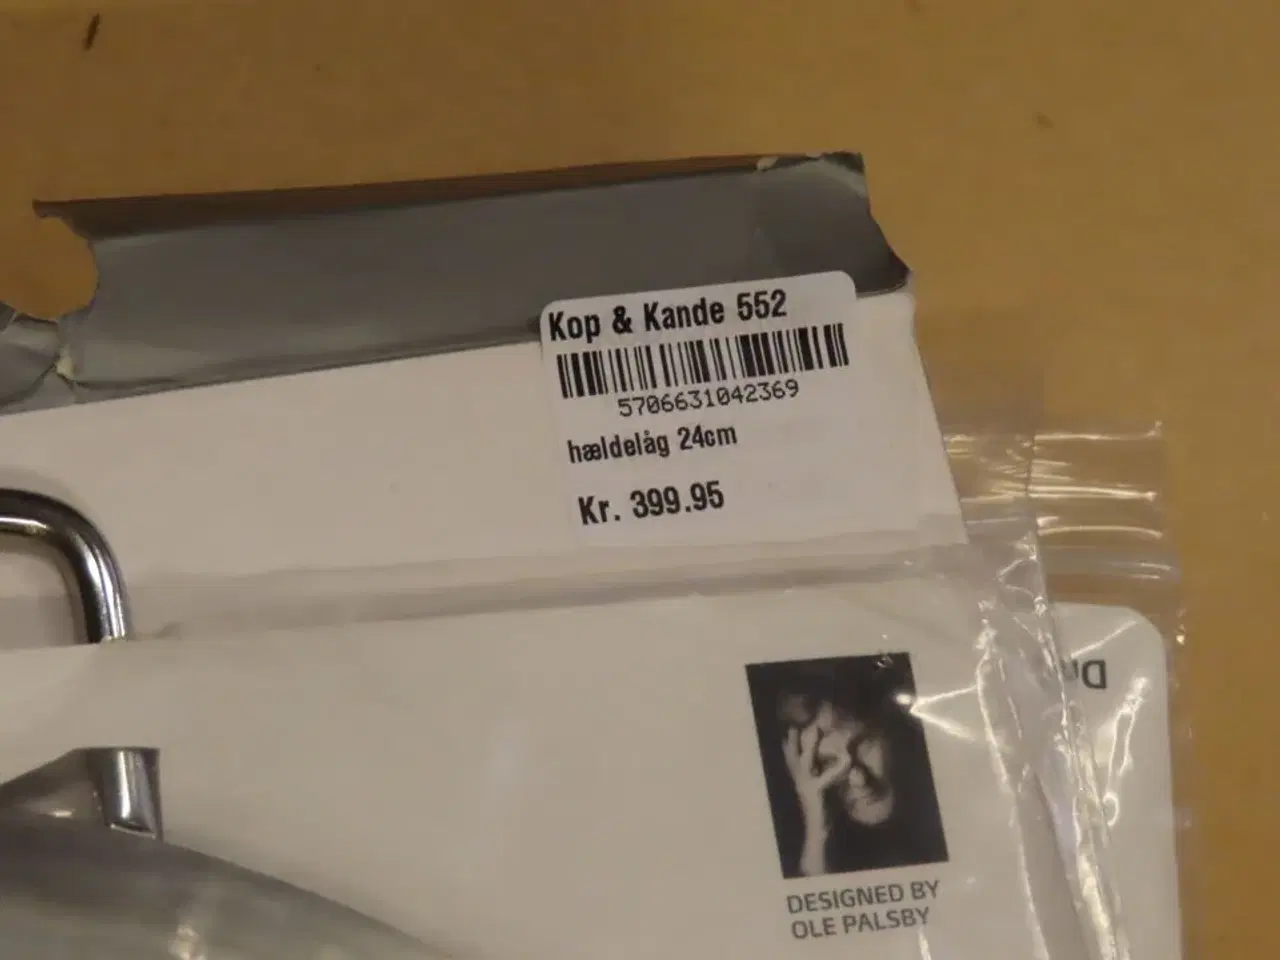 Kop & Kande 552
5706631042369
hældelåg 24cm
Kr. 399.95
DESIGNED BY
OLE PALSBY